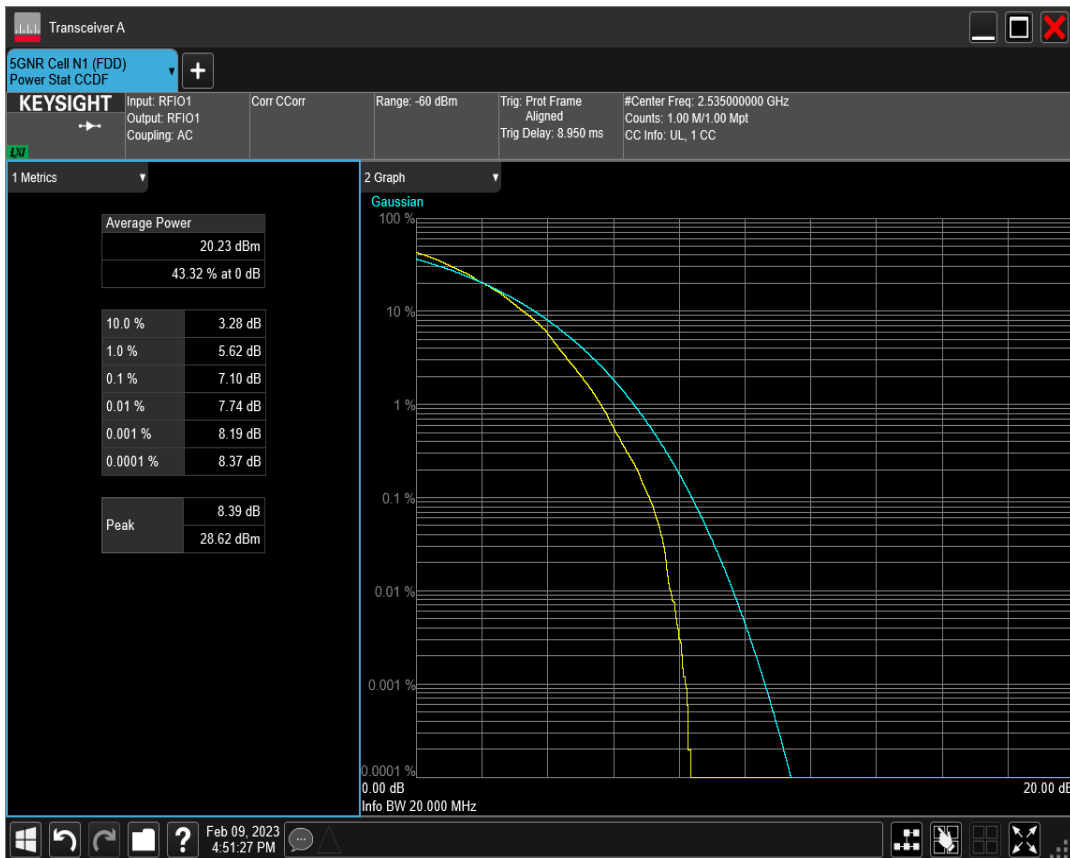 Transceiver A
5GNR Cell N1 (FDD)
Power Stat CCDF
KEYSIGHT
LXI
Input: RFIO1
Output: RFIO1
Coupling: AC
Corr CCorr
Range: -60 dBm
Trig: Prot Frame
Aligned
Trig Delay: 8.950 ms
#Center Freq: 2.535000000 GHz
Counts: 1.00 M/1.00 Mpt
CC Info: UL, 1 CC
1 Metrics
Average Power
20.23 dBm
43.32 % at 0 dB
10.0 % 3.28 dB
1.0 % 5.62 dB
0.1 % 7.10 dB
0.01 % 7.74 dB
0.001 % 8.19 dB
0.0001 % 8.37 dB
Peak 8.39 dB
28.62 dBm
2 Graph
Gaussian
100 %
10 %
1 %
0.1 %
0.01 %
0.001 %
0.0001 %
0.00 dB 20.00 dB
Info BW 20.000 MHz
?
Feb 09, 2023
4:51:27 PM